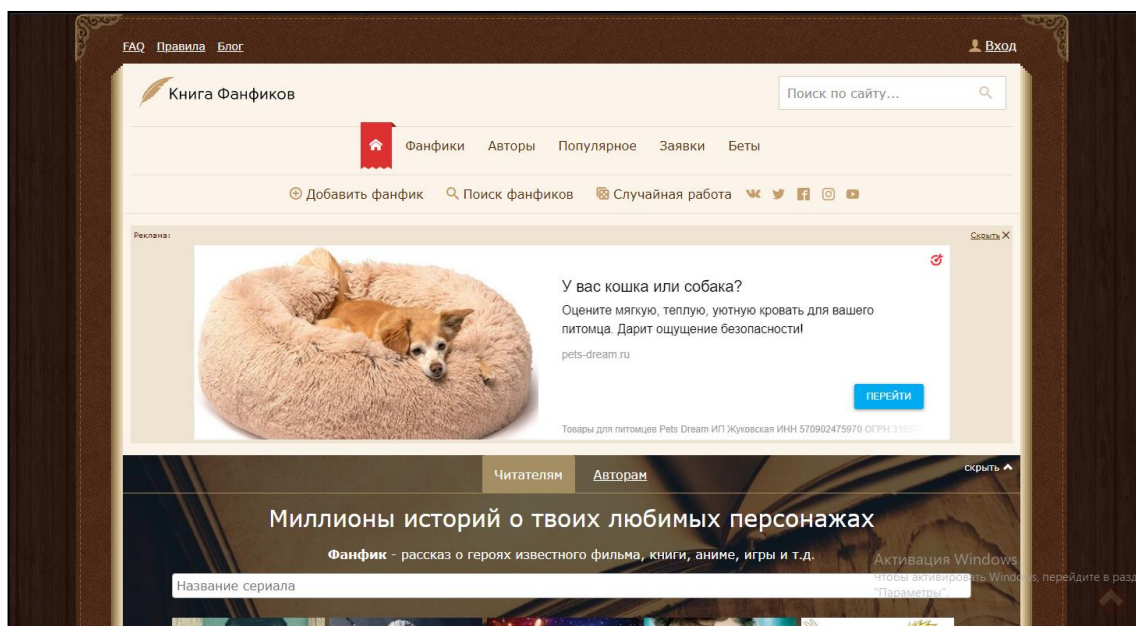 FAQ Правила Блог
Вход
Книга Фанфиков
Поиск по сайту...
Фанфики Авторы Популярное Заявки Беты
Добавить фанфик Поиск фанфиков Случайная работа
Реклама:
Скрыть X
У вас кошка или собака?
Оцените мягкую, теплую, уютную кровать для вашего
питомца. Дарит ощущение безопасности!
pets-dream.ru
ПЕРЕЙТИ
Товары для питомцев Pets Dream ИП Жуковская ИНН 570902475970 ОГРН
Читателям Авторам
скрыть
Миллионы историй о твоих любимых персонажах
Фанфик - рассказ о героях известного фильма, книги, аниме, игры и т.д.
Название сериала
Активация Windows
Чтобы активировать Windows, перейдите в разд
"Параметры".